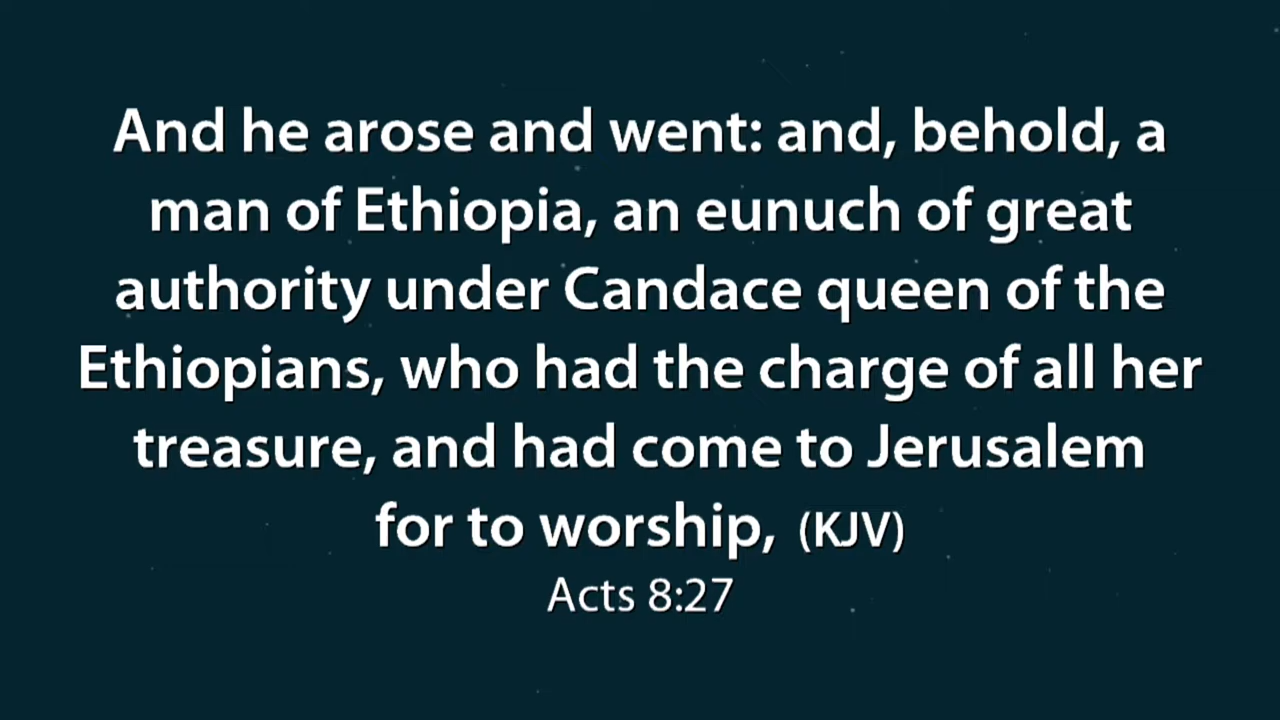 And he arose and went: and, behold, a
man of Ethiopia, an eunuch of great
authority under Candace queen of the
Ethiopians, who had the charge of all her
treasure, and had come to Jerusalem
for to worship, (KJV)
Acts 8:27